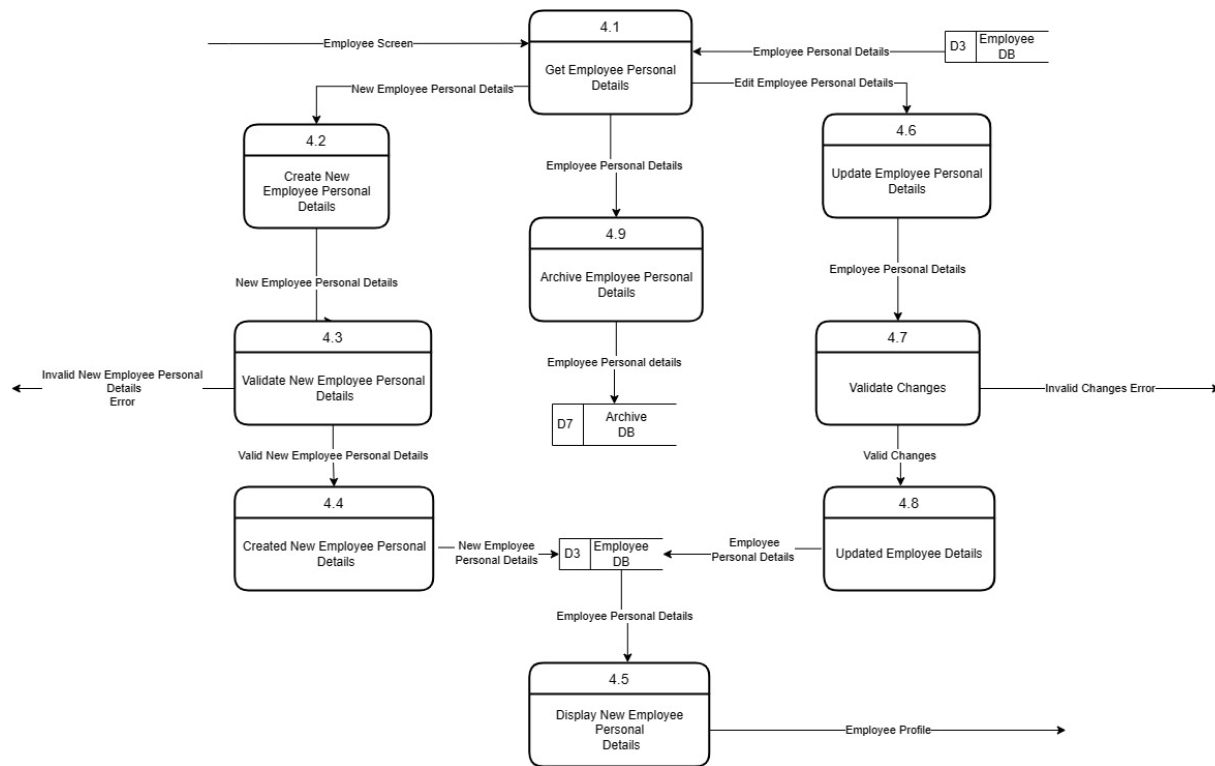 4.1
Employee Screen
Employee Personal Details
D3
Employee
DB
Get Employee Personal
Details
New Employee Personal Details
Edit Employee Personal Details
4.2
4.6
Create New
Employee Personal
Details
Employee Personal Details
Update Employee Personal
Details
4.9
New Employee Personal Details
Archive Employee Personal
Details
Employee Personal Details
4.3
4.7
Invalid New Employee Personal
Details
Error
Validate New Employee Personal
Details
Employee Personal details
Validate Changes
Invalid Changes Error
D7
Archive
DB
Valid New Employee Personal Details
Valid Changes
4.4
4.8
Created New Employee Personal
Details
New Employee
Personal Details
D3
Employee
DB
Employee
Personal Details
Updated Employee Details
Employee Personal Details
4.5
Display New Employee
Personal
Details
Employee Profile